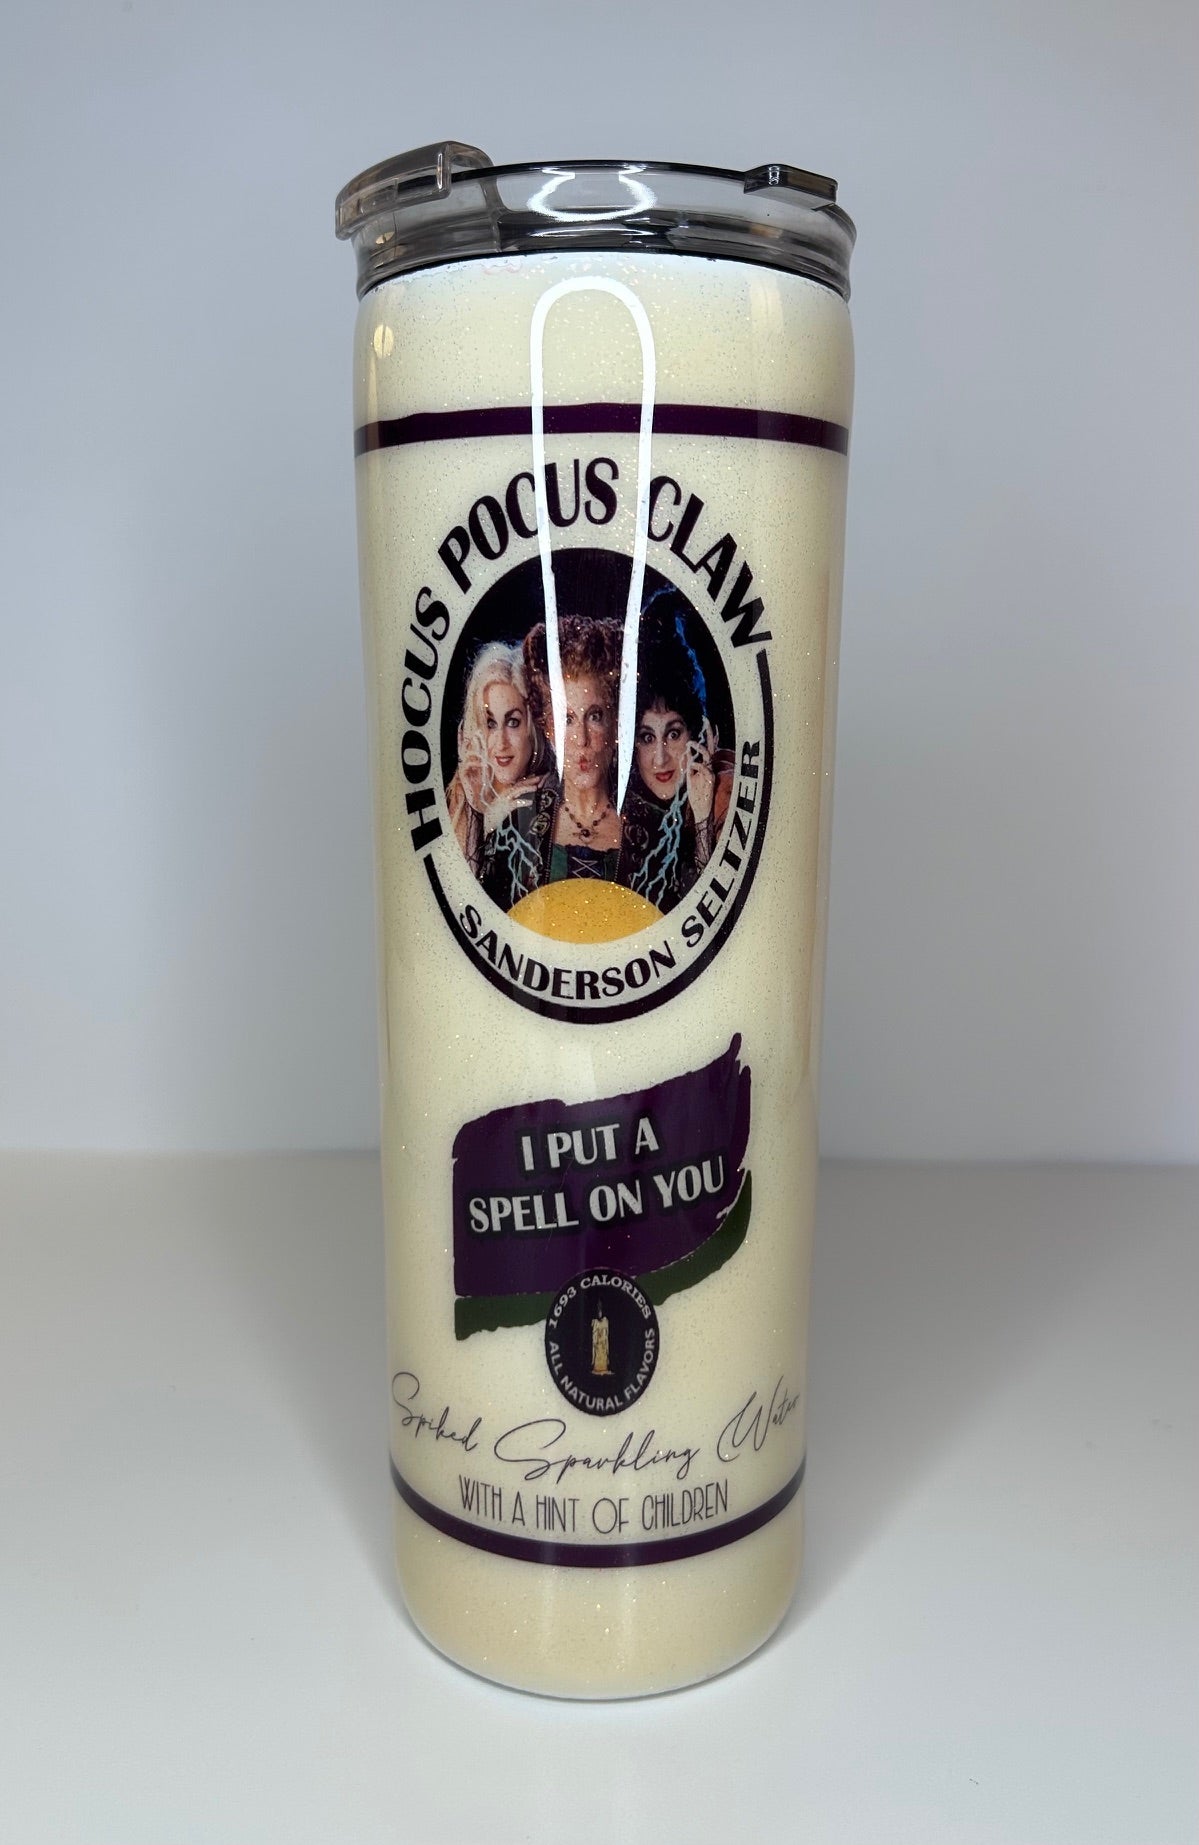 HOCUS POCUS CLAW
SANDERSON SELTZER
I PUT A
SPELL ON YOU
1693 CALORIES
ALL NATURAL FLAVORS
Spiked Sparkling Water
WITH A HINT OF CHILDREN